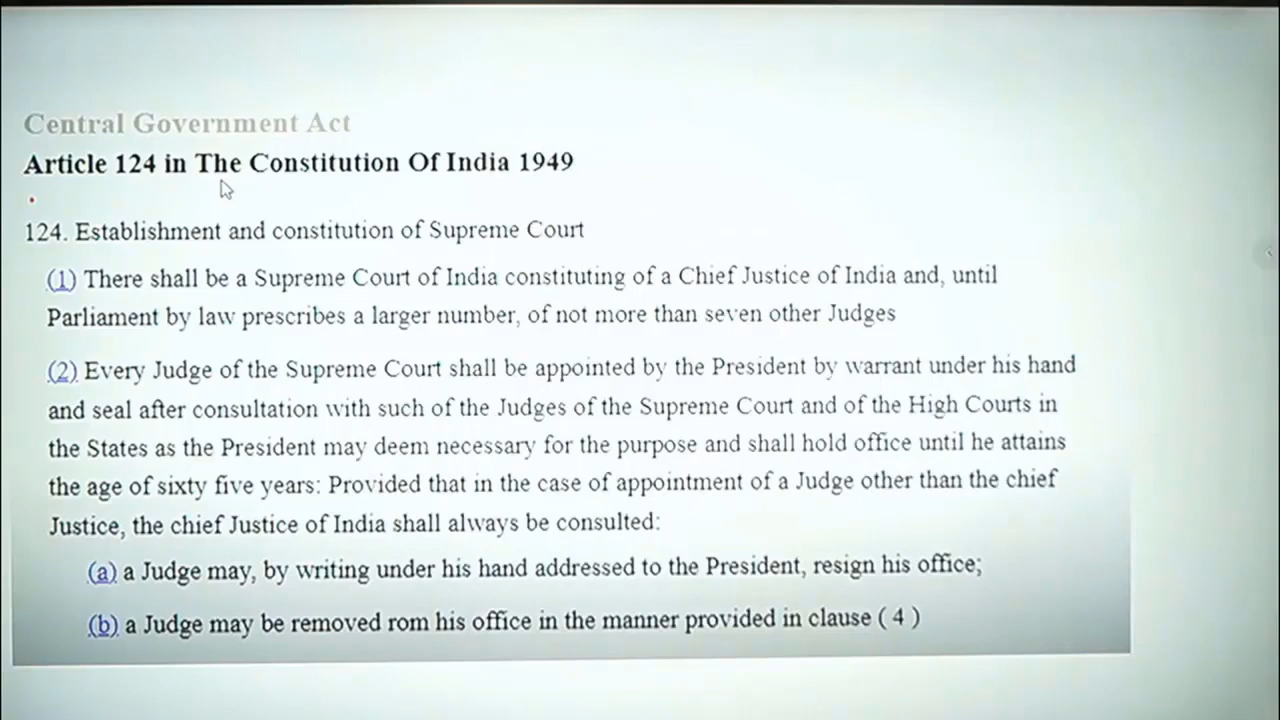 Central Government Act
Article 124 in The Constitution Of India 1949
124. Establishment and constitution of Supreme Court
(1) There shall be a Supreme Court of India constituting of a Chief Justice of India and, until
Parliament by law prescribes a larger number, of not more than seven other Judges
(2) Every Judge of the Supreme Court shall be appointed by the President by warrant under his hand
and seal after consultation with such of the Judges of the Supreme Court and of the High Courts in
the States as the President may deem necessary for the purpose and shall hold office until he attains
the age of sixty five years: Provided that in the case of appointment of a Judge other than the chief
Justice, the chief Justice of India shall always be consulted:
(a) a Judge may, by writing under his hand addressed to the President, resign his office;
(b) a Judge may be removed rom his office in the manner provided in clause ( 4 )